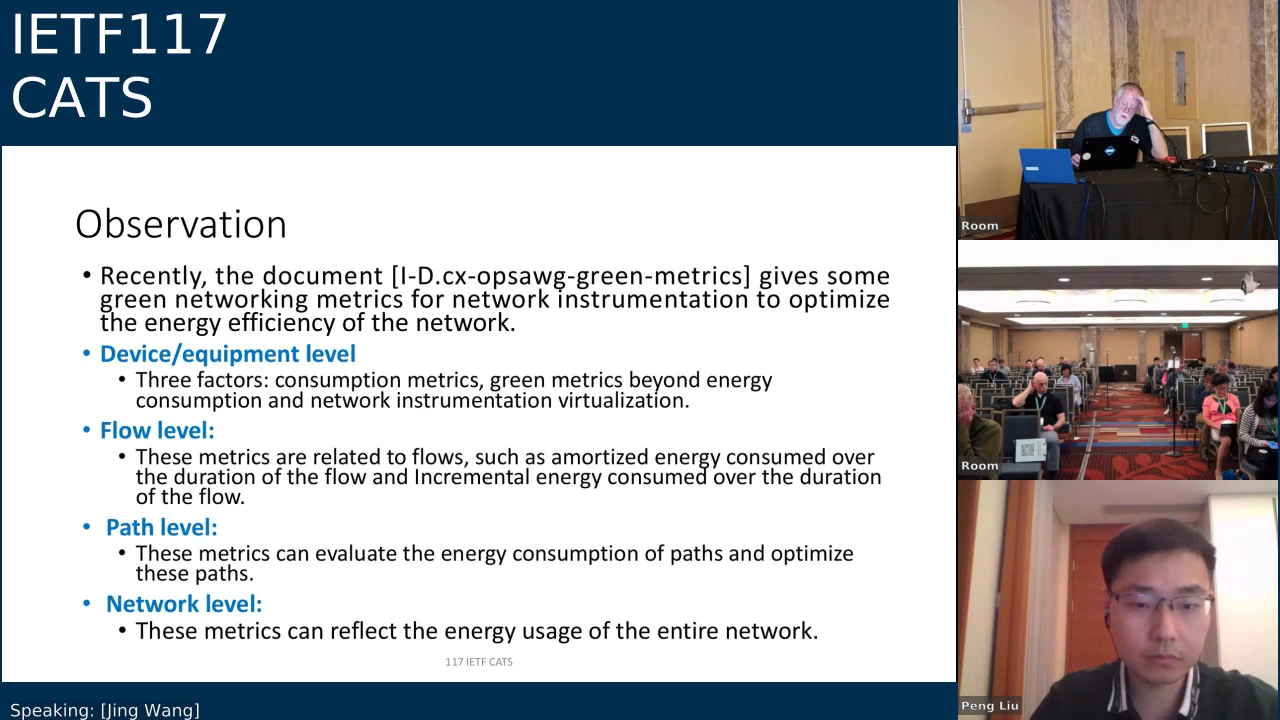 IETF117
CATS
Observation
• Recently, the document [I-D.cx-opsawg-green-metrics] gives some
green networking metrics for network instrumentation to optimize
the energy efficiency of the network.
• Device/equipment level
• Three factors: consumption metrics, green metrics beyond energy
consumption and network instrumentation virtualization.
• Flow level:
• These metrics are related to flows, such as amortized energy consumed over
the duration of the flow and Incremental energy consumed over the duration
of the flow.
• Path level:
• These metrics can evaluate the energy consumption of paths and optimize
these paths.
• Network level:
• These metrics can reflect the energy usage of the entire network.
117 IETF CATS
Speaking: [Jing Wang]
Room
Room
Peng Liu